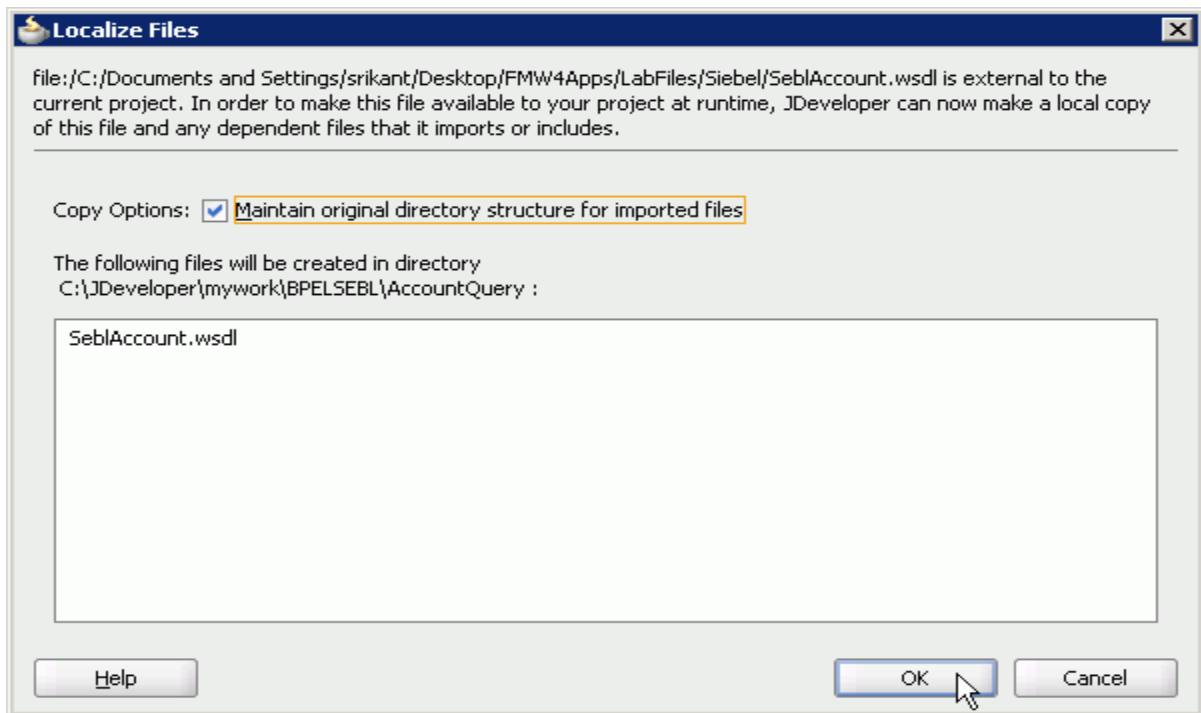 Localize Files
file:/C:/Documents and Settings/srikant/Desktop/FMW4Apps/LabFiles/Siebel/SeblAccount.wsdl is external to the
current project. In order to make this file available to your project at runtime, JDeveloper can now make a local copy
of this file and any dependent files that it imports or includes.
Copy Options: Maintain original directory structure for imported files
The following files will be created in directory
C:\JDeveloper\mywork\BPELSEBL\AccountQuery :
SeblAccount.wsdl
Help OK Cancel